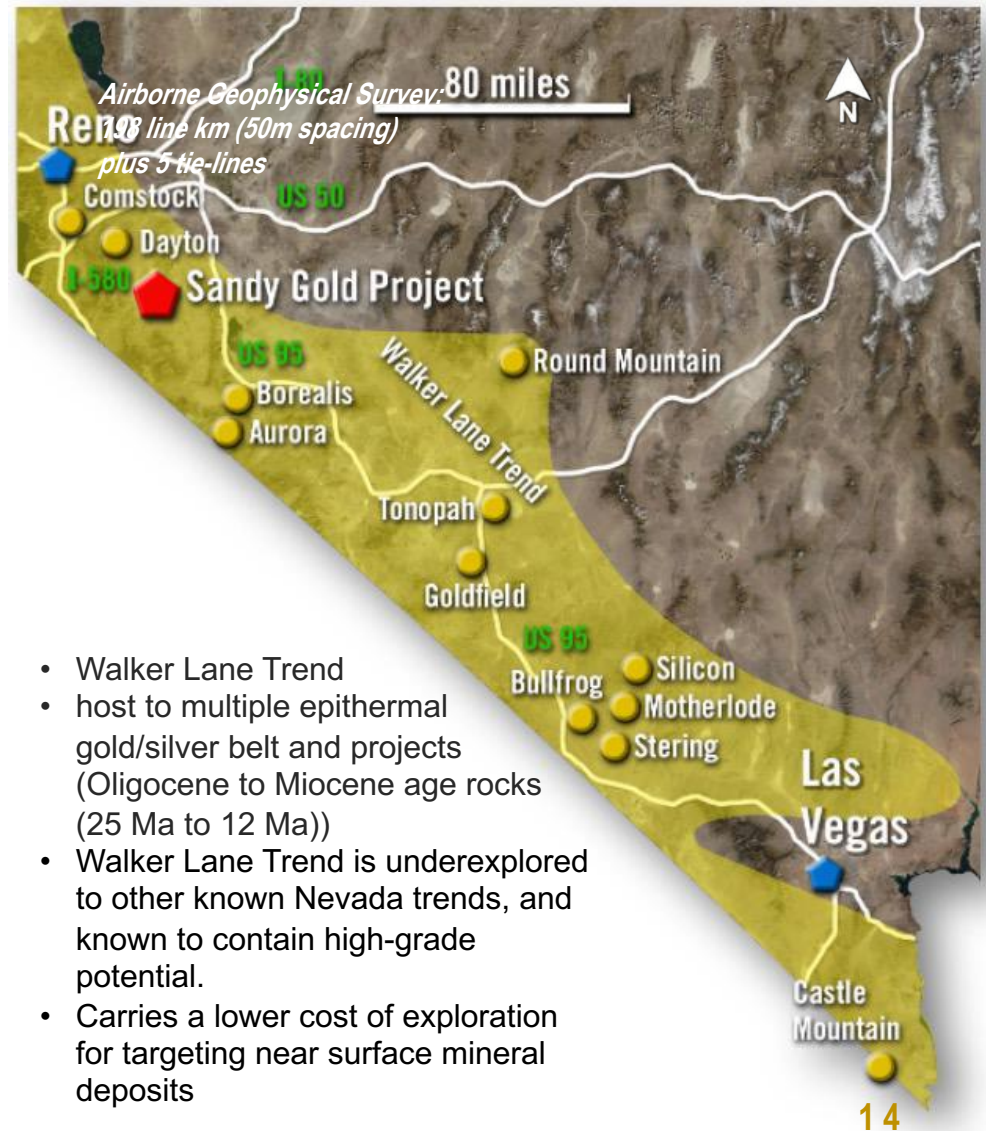 I-80
80 miles
Airborne Geophysical Survey:
198 line km (50m spacing)
plus 5 tie-lines
N
Reno
US 50
Comstock
Dayton
I-580
Sandy Gold Project
US 95
Walker Lane Trend
Round Mountain
Borealis
Aurora
Tonopah
Goldfield
US 95
Silicon
Bullfrog
Motherlode
Stering
Las
Vegas
Castle
Mountain
• Walker Lane Trend
• host to multiple epithermal
gold/silver belt and projects
(Oligocene to Miocene age rocks
(25 Ma to 12 Ma))
• Walker Lane Trend is underexplored
to other known Nevada trends, and
known to contain high-grade
potential.
• Carries a lower cost of exploration
for targeting near surface mineral
deposits
14